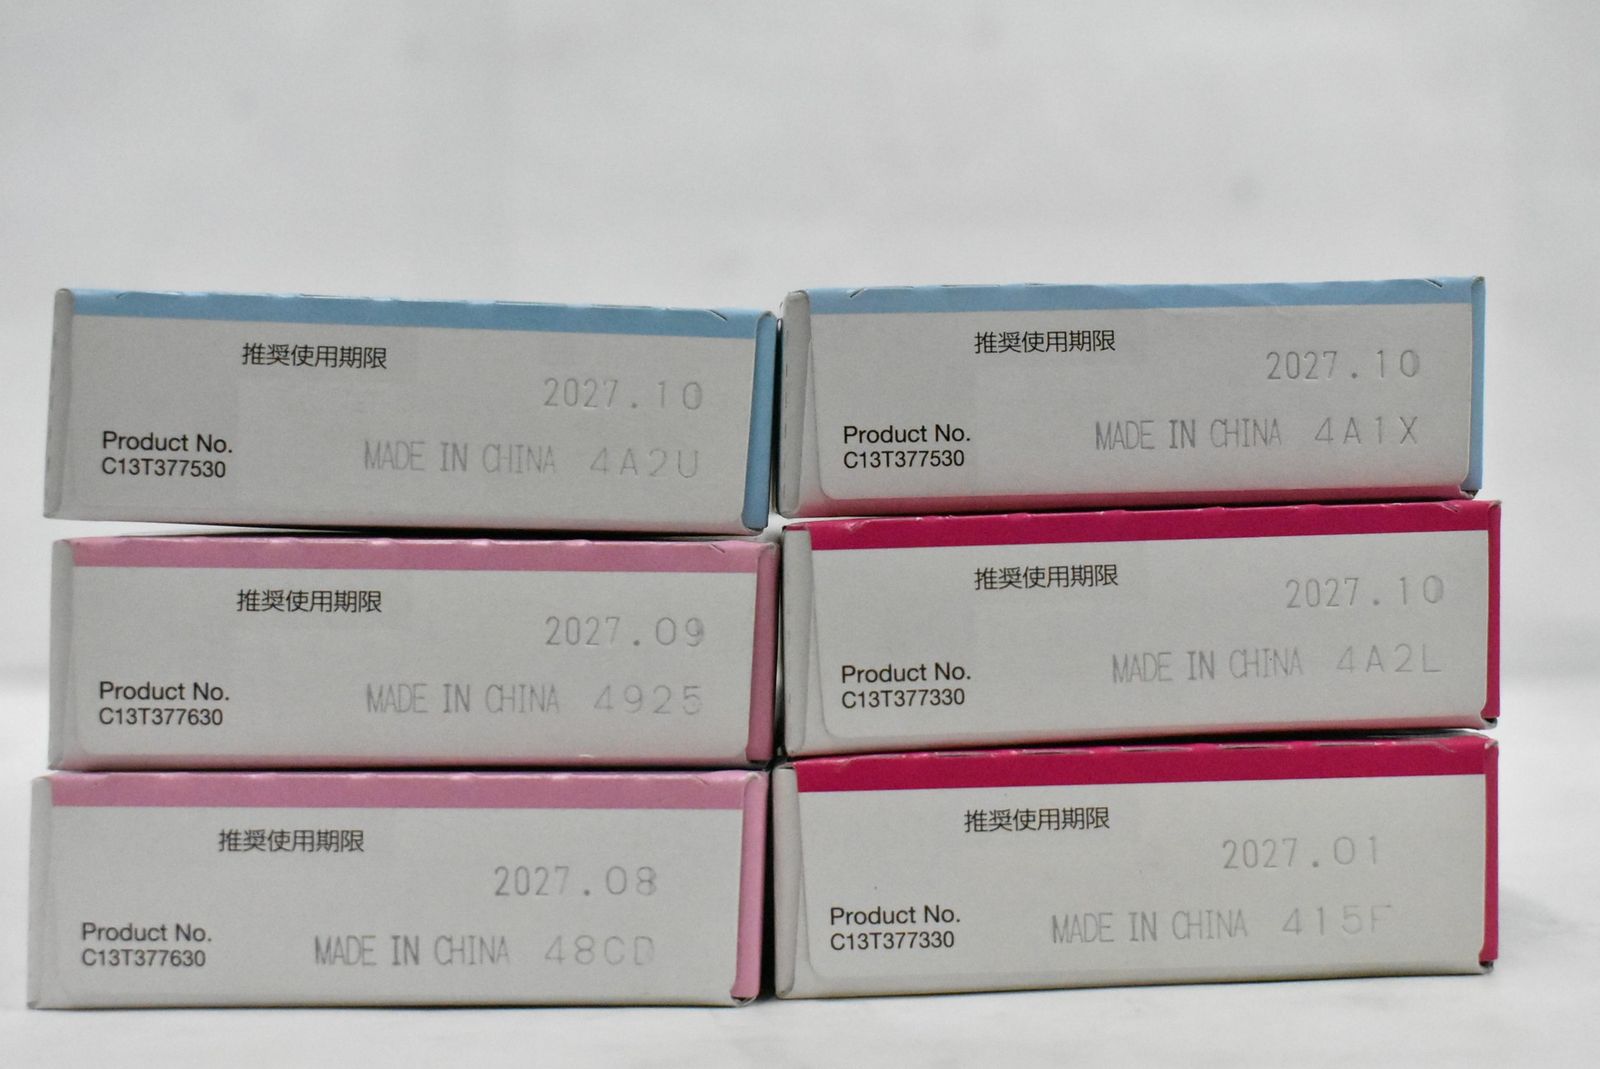 推奨使用期限
2027.10
Product No.
C13T377530
MADE IN CHINA 4A2U
推奨使用期限
2027.10
Product No.
C13T377530
MADE IN CHINA 4A1X
推奨使用期限
2027.09
Product No.
C13T377630
MADE IN CHINA 4925
推奨使用期限
2027.10
Product No.
C13T377330
MADE IN CHINA 4A2L
推奨使用期限
2027.08
Product No.
C13T377630
MADE IN CHINA 48CD
推奨使用期限
2027.01
Product No.
C13T377330
MADE IN CHINA 415F